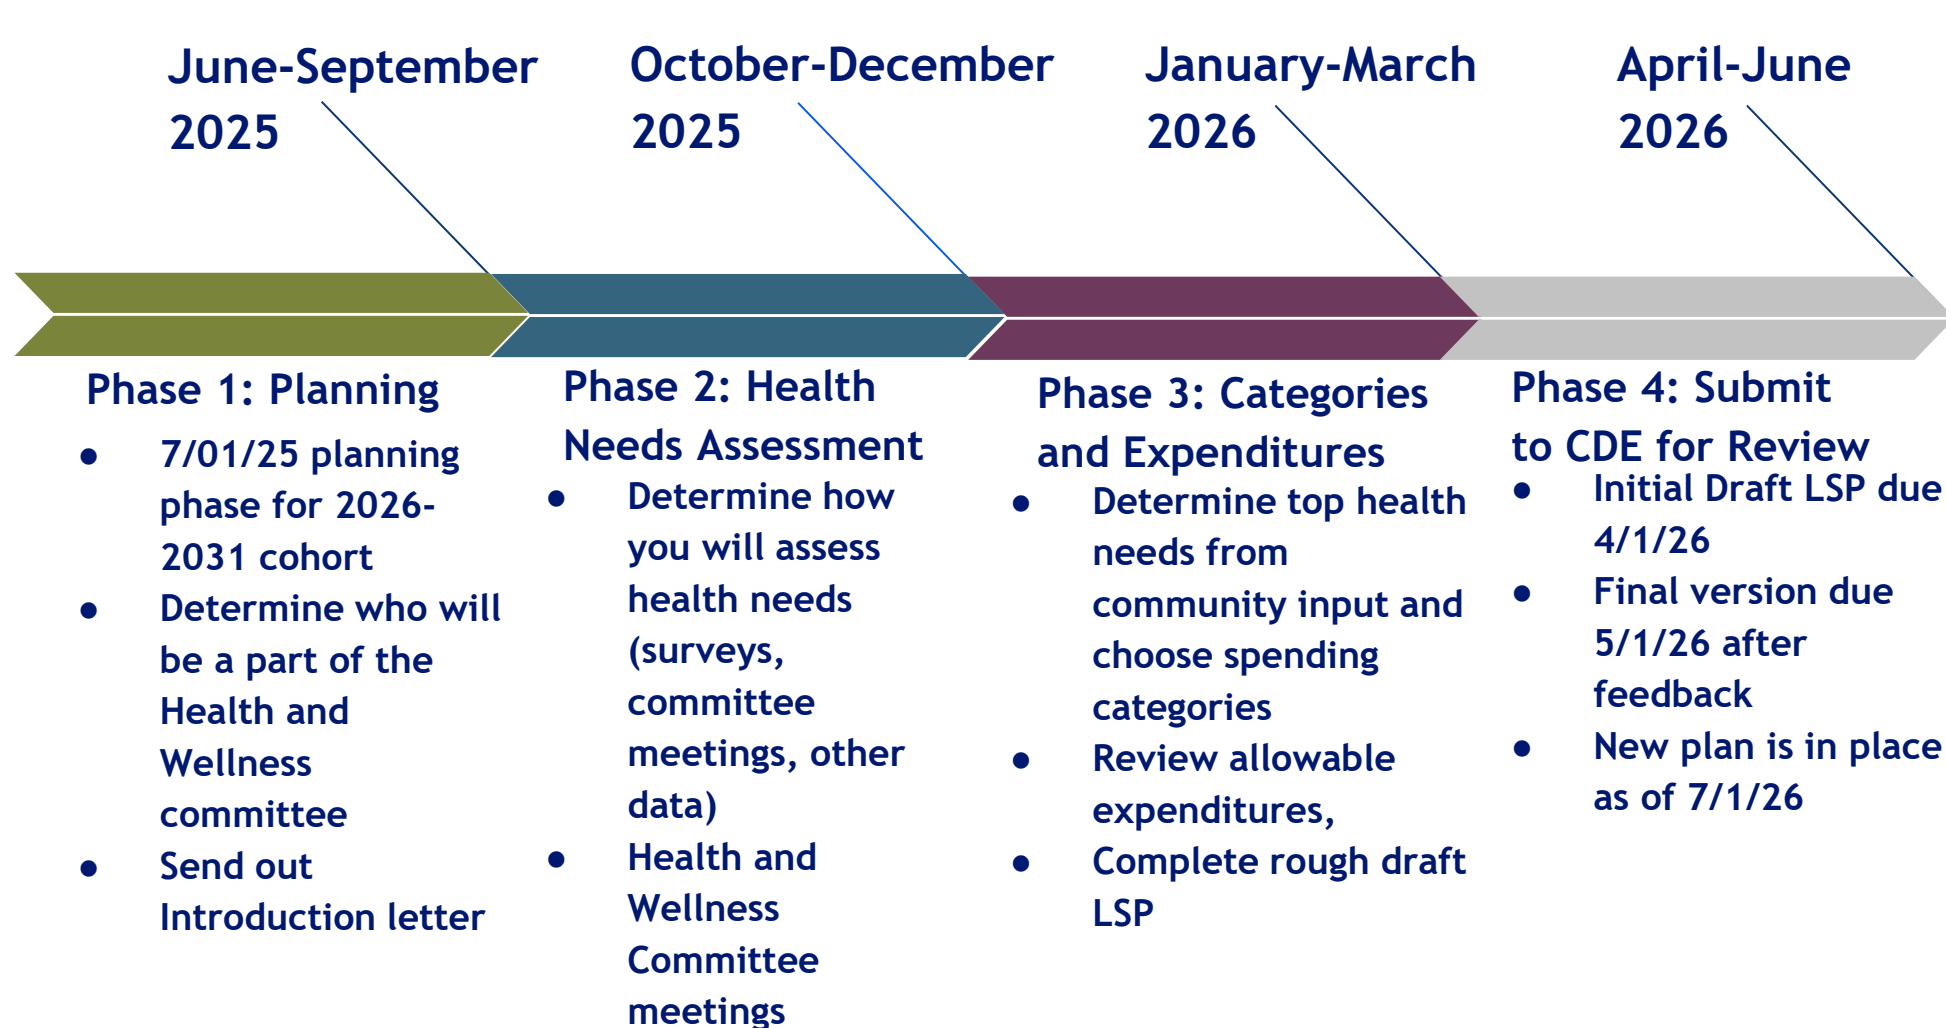 June-September
2025
October-December
2025
January-March
2026
April-June
2026
Phase 1: Planning
● 7/01/25 planning
phase for 2026-
2031 cohort
● Determine who will
be a part of the
Health and
Wellness
committee
● Send out
Introduction letter
Phase 2: Health
Needs Assessment
● Determine how
you will assess
health needs
(surveys,
committee
meetings, other
data)
● Health and
Wellness
Committee
meetings
Phase 3: Categories
and Expenditures
● Determine top health
needs from
community input and
choose spending
categories
● Review allowable
expenditures,
● Complete rough draft
LSP
Phase 4: Submit
to CDE for Review
● Initial Draft LSP due
4/1/26
● Final version due
5/1/26 after
feedback
● New plan is in place
as of 7/1/26